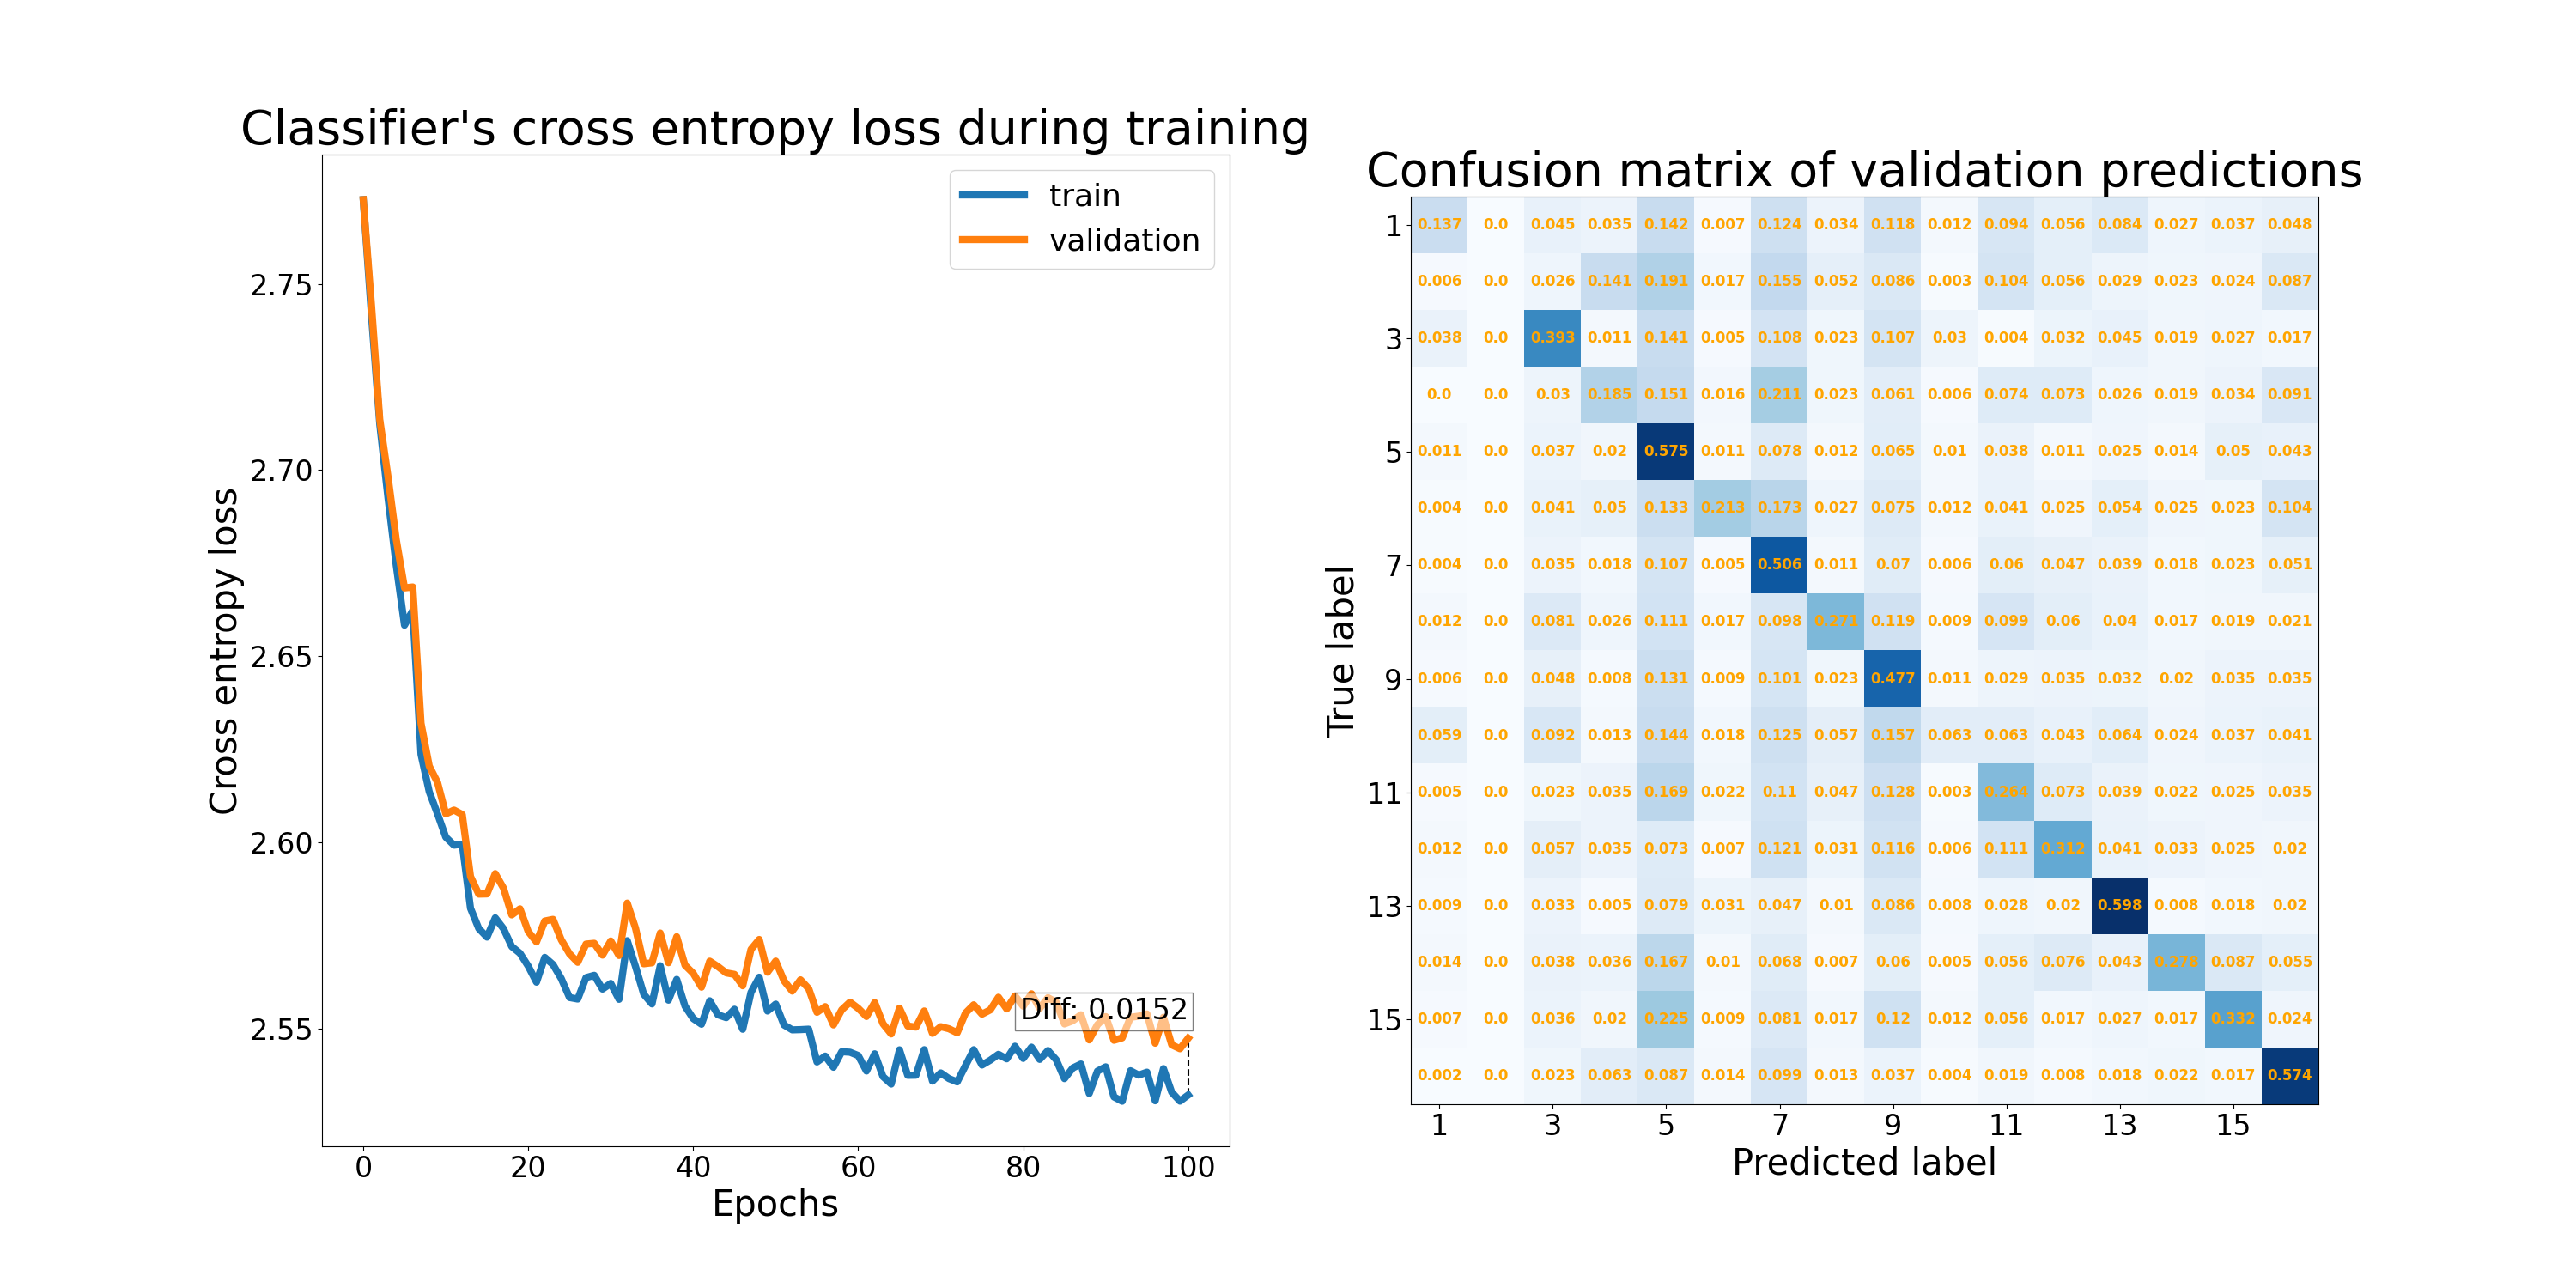 Classifier's cross entropy loss during training
train
validation
2.75
2.70
2.65
2.60
2.55
Cross entropy loss
Diff: 0.0152
0 20 40 60 80 100
Epochs
Confusion matrix of validation predictions
True label
1 0.137 0.0 0.045 0.035 0.142 0.007 0.124 0.034 0.118 0.012 0.094 0.056 0.084 0.027 0.037 0.048
0.006 0.0 0.026 0.141 0.191 0.017 0.155 0.052 0.086 0.003 0.104 0.056 0.029 0.023 0.024 0.087
3 0.038 0.0 0.393 0.011 0.141 0.005 0.108 0.023 0.107 0.03 0.004 0.032 0.045 0.019 0.027 0.017
0.0 0.0 0.03 0.185 0.151 0.016 0.211 0.023 0.061 0.006 0.074 0.073 0.026 0.019 0.034 0.091
5 0.011 0.0 0.037 0.02 0.575 0.011 0.078 0.012 0.065 0.01 0.038 0.011 0.025 0.014 0.05 0.043
0.004 0.0 0.041 0.05 0.133 0.213 0.173 0.027 0.075 0.012 0.041 0.025 0.054 0.025 0.023 0.104
7 0.004 0.0 0.035 0.018 0.107 0.005 0.506 0.011 0.07 0.006 0.06 0.047 0.039 0.018 0.023 0.051
0.012 0.0 0.081 0.026 0.111 0.017 0.098 0.271 0.119 0.009 0.099 0.06 0.04 0.017 0.019 0.021
9 0.006 0.0 0.048 0.008 0.131 0.009 0.101 0.023 0.477 0.011 0.029 0.035 0.032 0.02 0.035 0.035
0.059 0.0 0.092 0.013 0.144 0.018 0.125 0.057 0.157 0.063 0.063 0.043 0.064 0.024 0.037 0.041
11 0.005 0.0 0.023 0.035 0.169 0.022 0.11 0.047 0.128 0.003 0.264 0.073 0.039 0.022 0.025 0.035
0.012 0.0 0.057 0.035 0.073 0.007 0.121 0.031 0.116 0.006 0.111 0.312 0.041 0.033 0.025 0.02
13 0.009 0.0 0.033 0.005 0.079 0.031 0.047 0.01 0.086 0.008 0.028 0.02 0.598 0.008 0.018 0.02
0.014 0.0 0.038 0.036 0.167 0.01 0.068 0.007 0.06 0.005 0.056 0.076 0.043 0.278 0.087 0.055
15 0.007 0.0 0.036 0.02 0.225 0.009 0.081 0.017 0.12 0.012 0.056 0.017 0.027 0.017 0.332 0.024
0.002 0.0 0.023 0.063 0.087 0.014 0.099 0.013 0.037 0.004 0.019 0.008 0.018 0.022 0.017 0.574
1 3 5 7 9 11 13 15
Predicted label